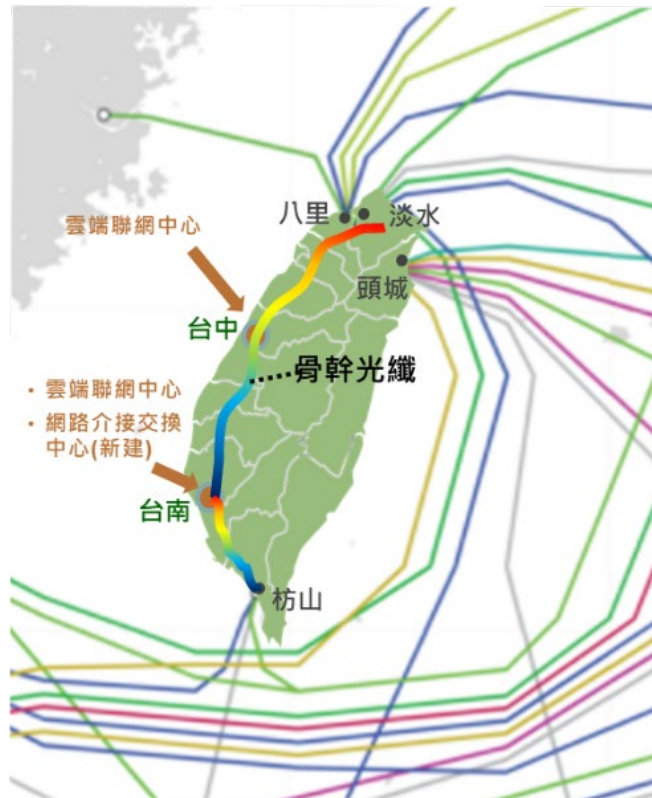 八里
淡水
雲端聯網中心
頭城
台中
骨幹光纖
• 雲端聯網中心
• 網路介接交換
中心(新建)
台南
枋山